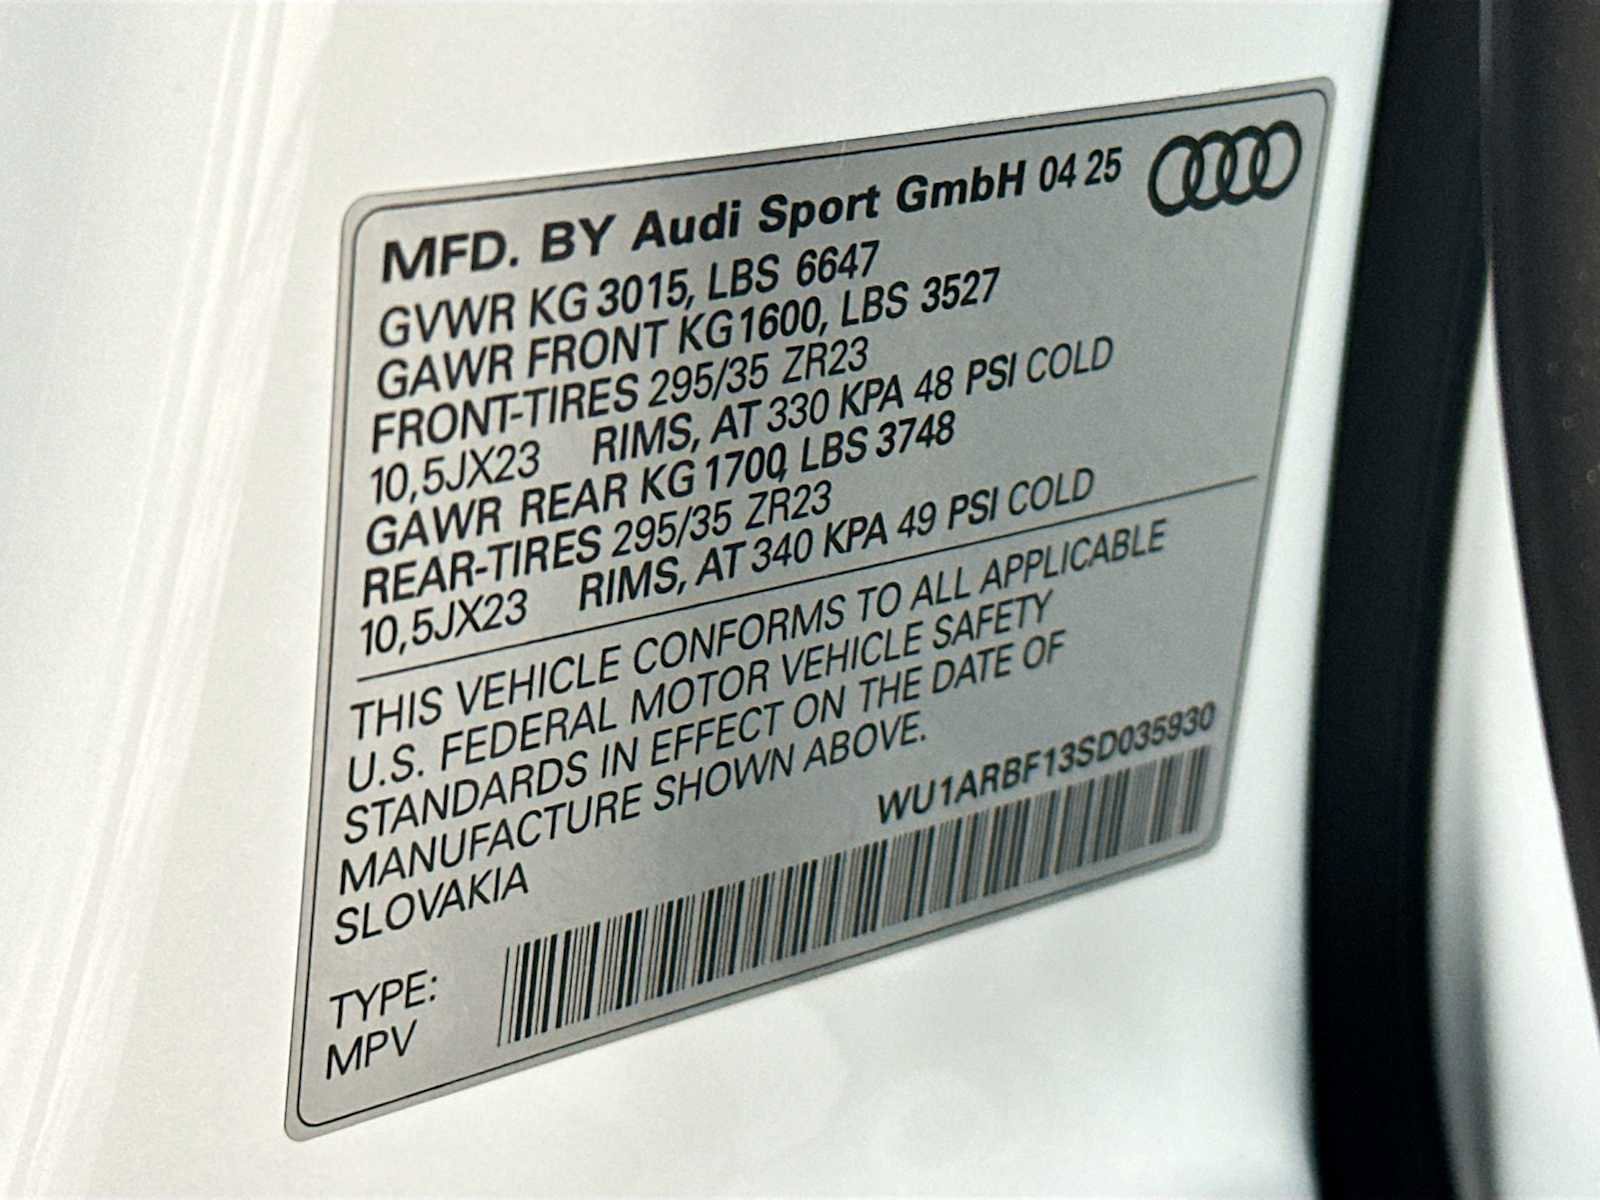 MFD. BY Audi Sport GmbH 04 25
GVWR KG 3015, LBS 6647
GAWR FRONT KG 1600, LBS 3527
FRONT-TIRES 295/35 ZR23
10,5JX23 RIMS, AT 330 KPA 48 PSI COLD
GAWR REAR KG 1700, LBS 3748
REAR-TIRES 295/35 ZR23
10,5JX23 RIMS, AT 340 KPA 49 PSI COLD
THIS VEHICLE CONFORMS TO ALL APPLICABLE
U.S. FEDERAL MOTOR VEHICLE SAFETY
STANDARDS IN EFFECT ON THE DATE OF
MANUFACTURE SHOWN ABOVE.
SLOVAKIA
WU1ARBF13SD035930
TYPE:
MPV